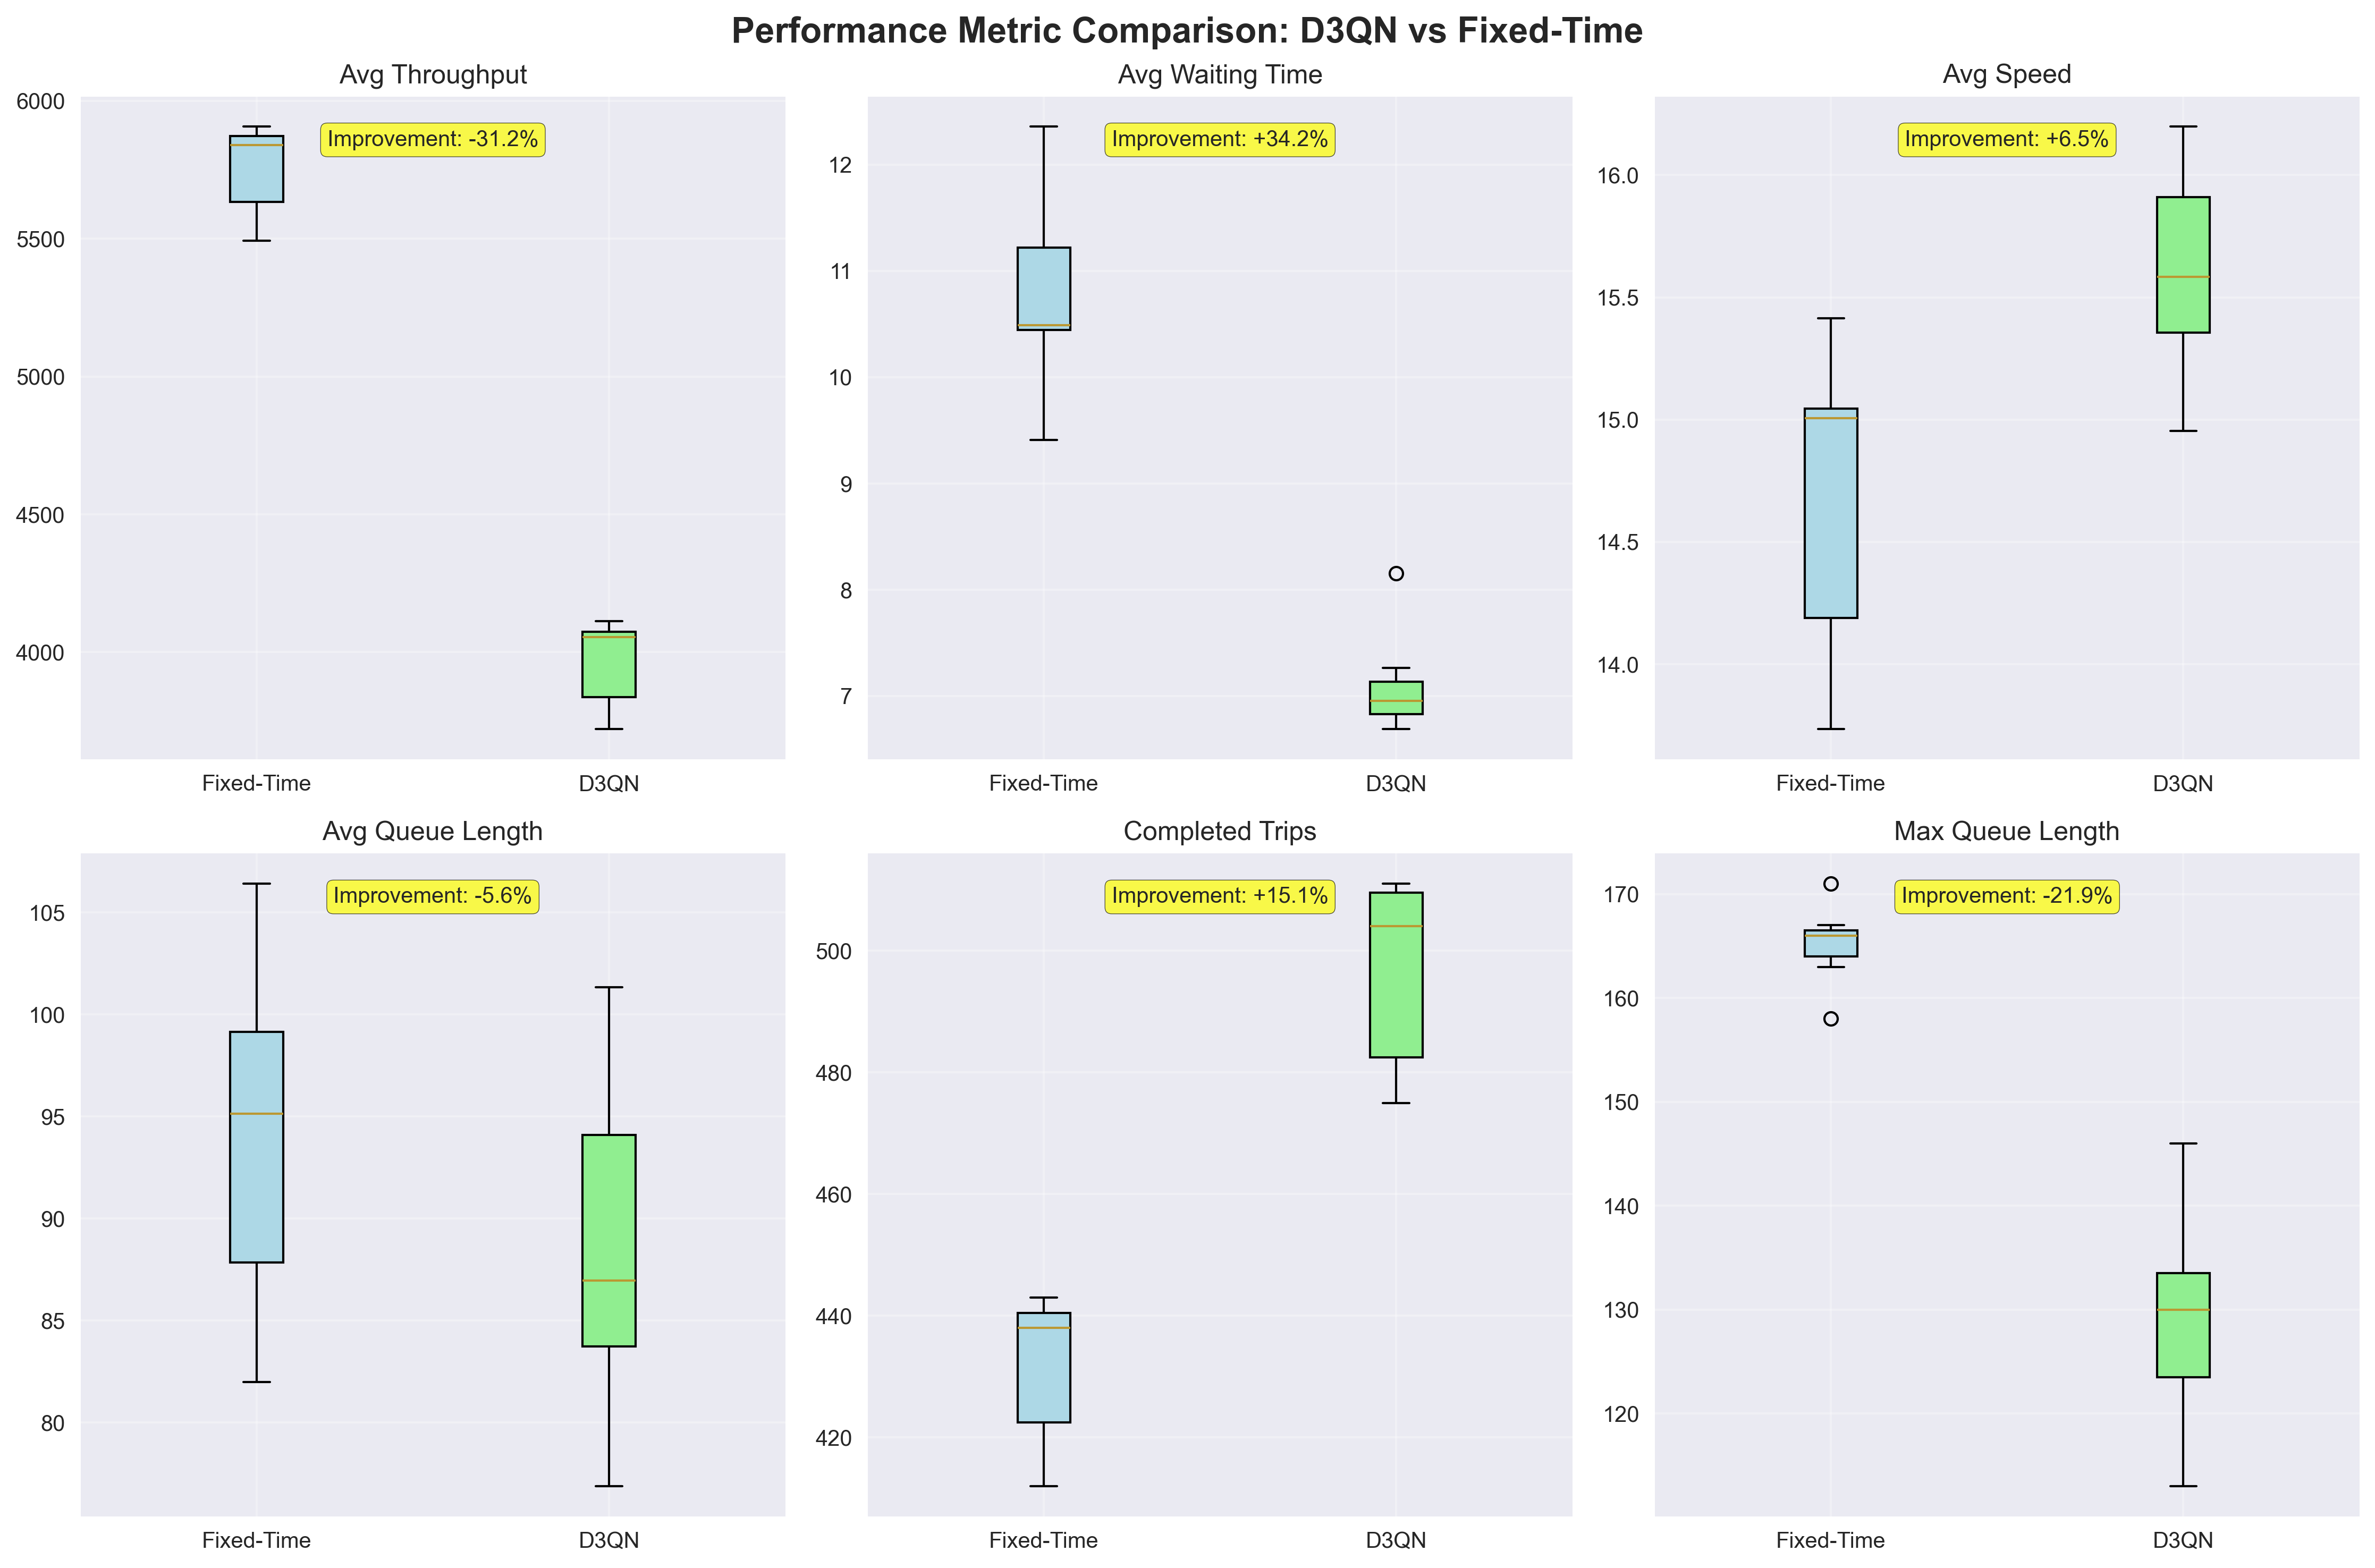 Performance Metric Comparison: D3QN vs Fixed-Time
Avg Throughput
Improvement: -31.2%
6000
5500
5000
4500
4000
Fixed-Time
D3QN
Avg Waiting Time
Improvement: +34.2%
12
11
10
9
8
7
Fixed-Time
D3QN
Avg Speed
Improvement: +6.5%
16.0
15.5
15.0
14.5
14.0
Fixed-Time
D3QN
Avg Queue Length
Improvement: -5.6%
105
100
95
90
85
80
Fixed-Time
D3QN
Completed Trips
Improvement: +15.1%
500
480
460
440
420
Fixed-Time
D3QN
Max Queue Length
Improvement: -21.9%
170
160
150
140
130
120
Fixed-Time
D3QN